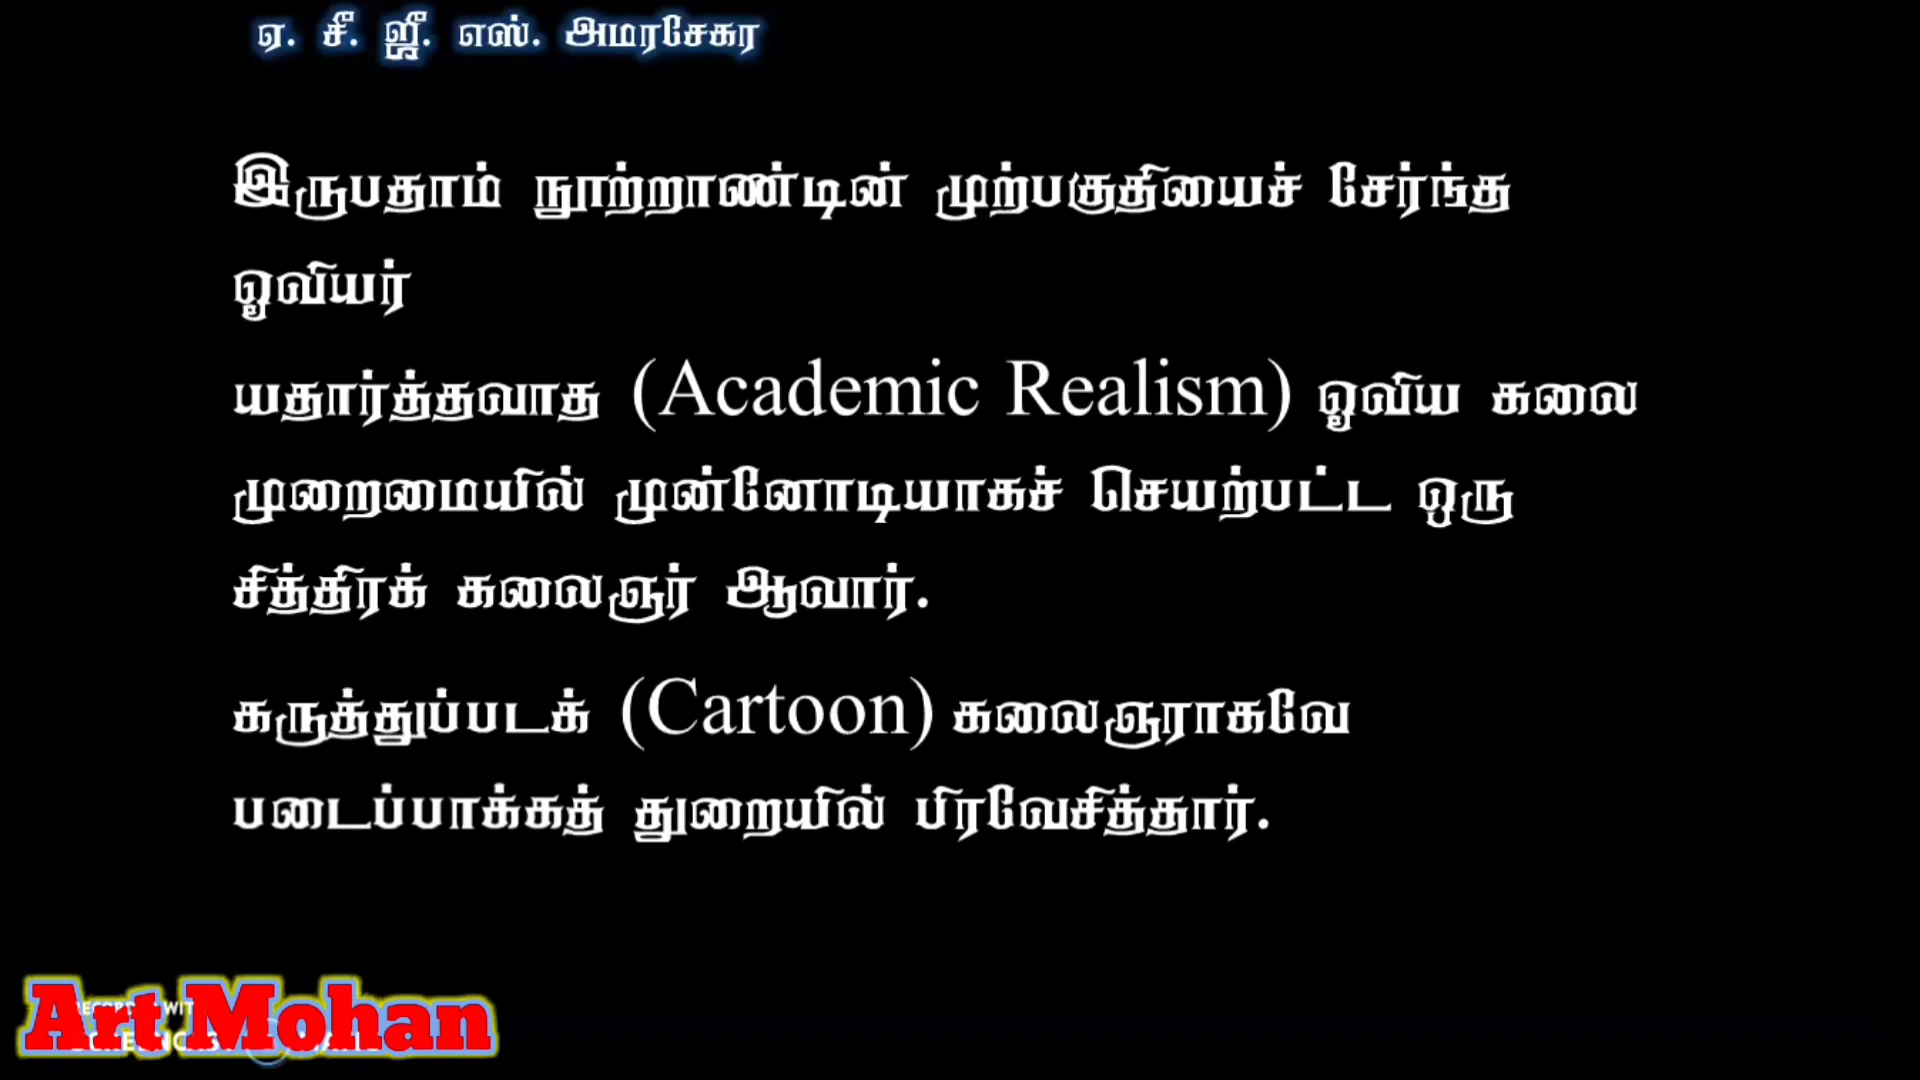 ஏ. சீ. ஜீ. எஸ். அமரசேகர
இருபதாம் நூற்றாண்டின் முற்பகுதியைச் சேர்ந்த
ஓவியர்
யதார்த்தவாத (Academic Realism) ஓவிய கலை
முறைமையில் முன்னோடியாகச் செயற்பட்ட ஒரு
சித்திரக் கலைஞர் ஆவார்.
கருத்துப்படக் (Cartoon) கலைஞராகவே
படைப்பாக்கத் துறையில் பிரவேசித்தார்.
Art Mohan